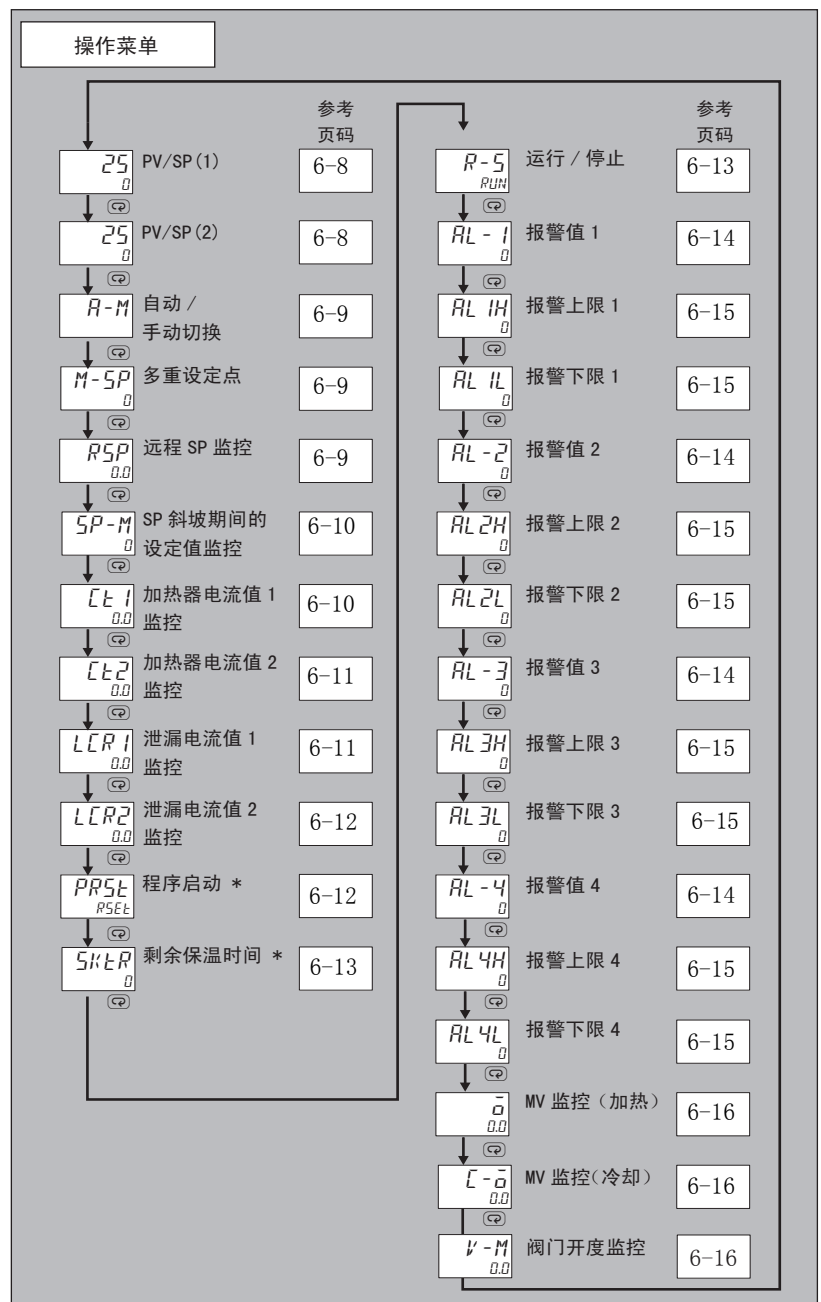 操作菜单
参考
页码
25
0
PV/SP(1)
6-8
25
0
PV/SP(2)
6-8
A-M
自动 /
手动切换
6-9
M-SP
0
多重设定点
6-9
RSP
0.0
远程 SP 监控
6-9
SP-M
0
SP 斜坡期间的
设定值监控
6-10
Ct1
0.0
加热器电流值 1
监控
6-10
Ct2
0.0
加热器电流值 2
监控
6-11
LCR1
0.0
泄漏电流值 1
监控
6-11
LCR2
0.0
泄漏电流值 2
监控
6-12
PRSt
RSEt
程序启动 *
6-12
SKtR
0
剩余保温时间 *
6-13
参考
页码
R-S
RUN
运行 / 停止
6-13
AL-1
0
报警值 1
6-14
AL1H
0
报警上限 1
6-15
AL1L
0
报警下限 1
6-15
AL-2
0
报警值 2
6-14
AL2H
0
报警上限 2
6-15
AL2L
0
报警下限 2
6-15
AL-3
0
报警值 3
6-14
AL3H
0
报警上限 3
6-15
AL3L
0
报警下限 3
6-15
AL-4
0
报警值 4
6-14
AL4H
0
报警上限 4
6-15
AL4L
0
报警下限 4
6-15
ō
0.0
MV 监控（加热）
6-16
C-ō
0.0
MV 监控（冷却）
6-16
V-M
0.0
阀门开度监控
6-16